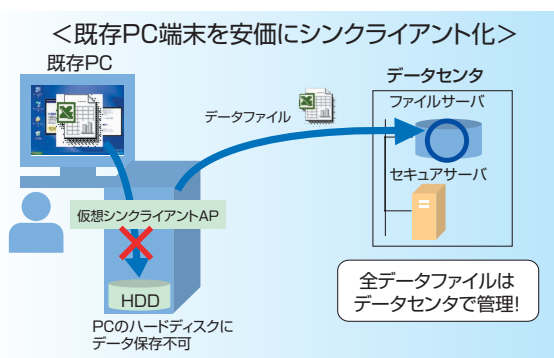 ＜既存PC端末を安価にシンクライアント化＞
既存PC
データセンタ
データファイル
ファイルサーバ
セキュアサーバ
仮想シンクライアントAP
HDD
PCのハードディスクに
データ保存不可
全データファイルは
データセンタで管理!